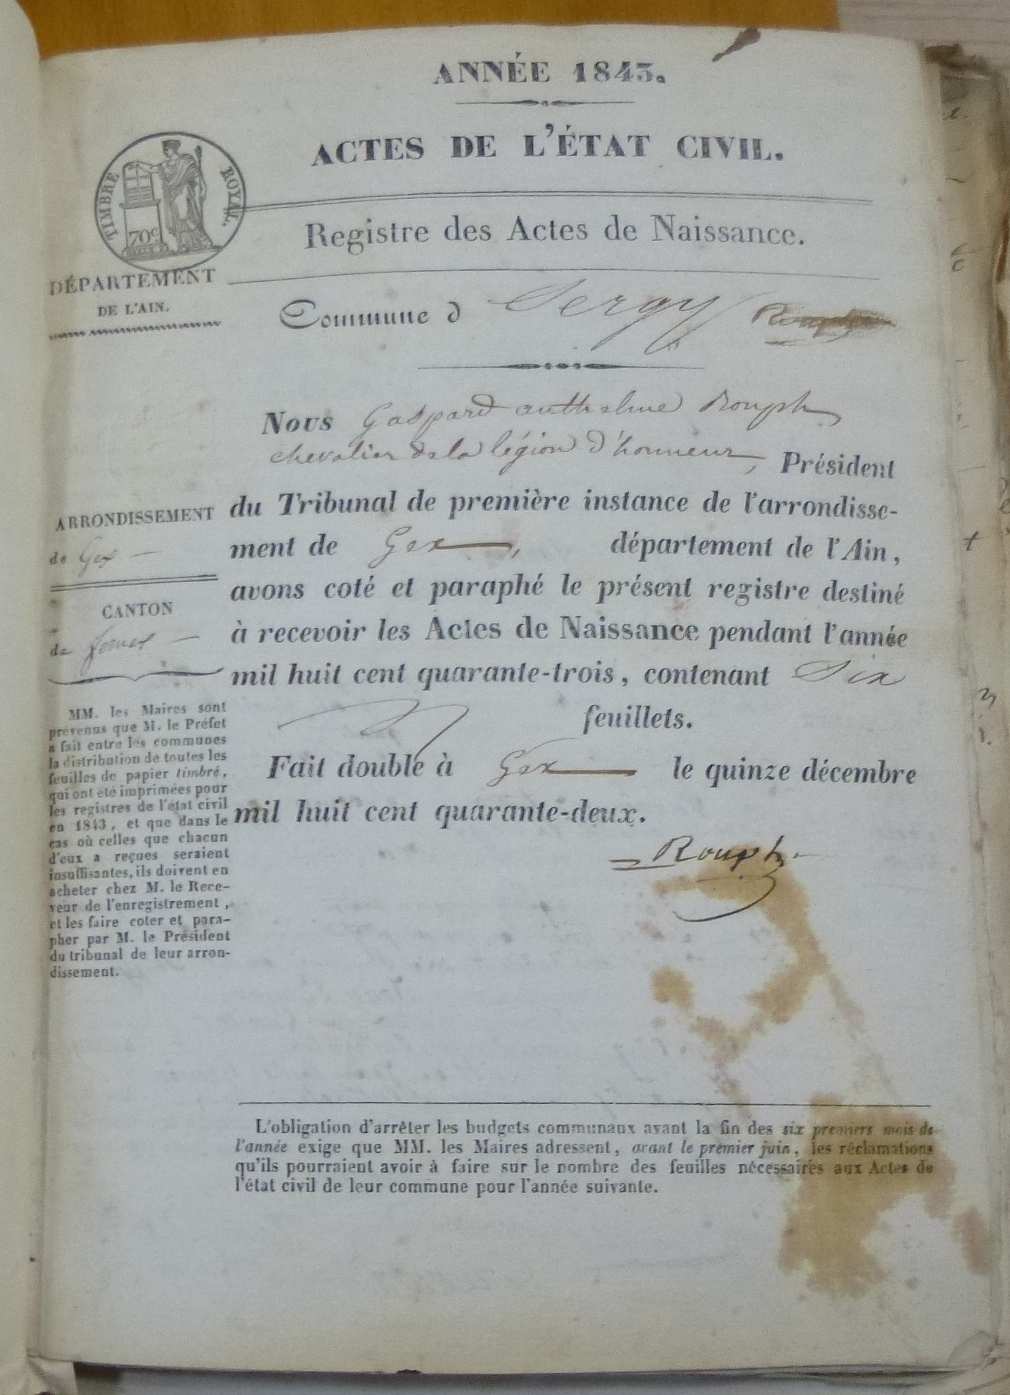 ANNÉE 1843.
ACTES DE L'ÉTAT CIVIL.
TIMBRE ROYAL.
70c
Registre des Actes de Naissance.
DÉPARTEMENT
DE L'AIN.
Commune d Sergy Rouph
Nous Gaspard anthelme Rouph
chevalier de la légion d'honneur, Président
du Tribunal de première instance de l'arrondisse-
ment de Gex, département de l'Ain,
avons coté et paraphé le présent registre destiné
à recevoir les Actes de Naissance pendant l'année
mil huit cent quarante-trois, contenant Six
feuillets.
Fait double à Gex le quinze décembre
mil huit cent quarante-deux.
Rouph
ARRONDISSEMENT
de Gex
CANTON
de
MM. les Maires sont
prévenus que M. le Préfet
a fait entre les communes
la distribution de toutes les
feuilles de papier timbré,
qui ont été imprimées pour
les registres de l'état civil
en 1843, et que dans le
cas où celles que chacun
d'eux a reçues seraient
insuffisantes, ils doivent en
acheter chez M. le Rece-
veur de l'enregistrement,
et les faire coter et para-
pher par M. le Président
du tribunal de leur arron-
dissement.
L'obligation d'arrêter les budgets communaux avant la fin des six premiers mois de
l'année exige que MM. les Maires adressent, avant le premier juin, les réclamations
qu'ils pourraient avoir à faire sur le nombre des feuilles nécessaires aux Actes de
l'état civil de leur commune pour l'année suivante.